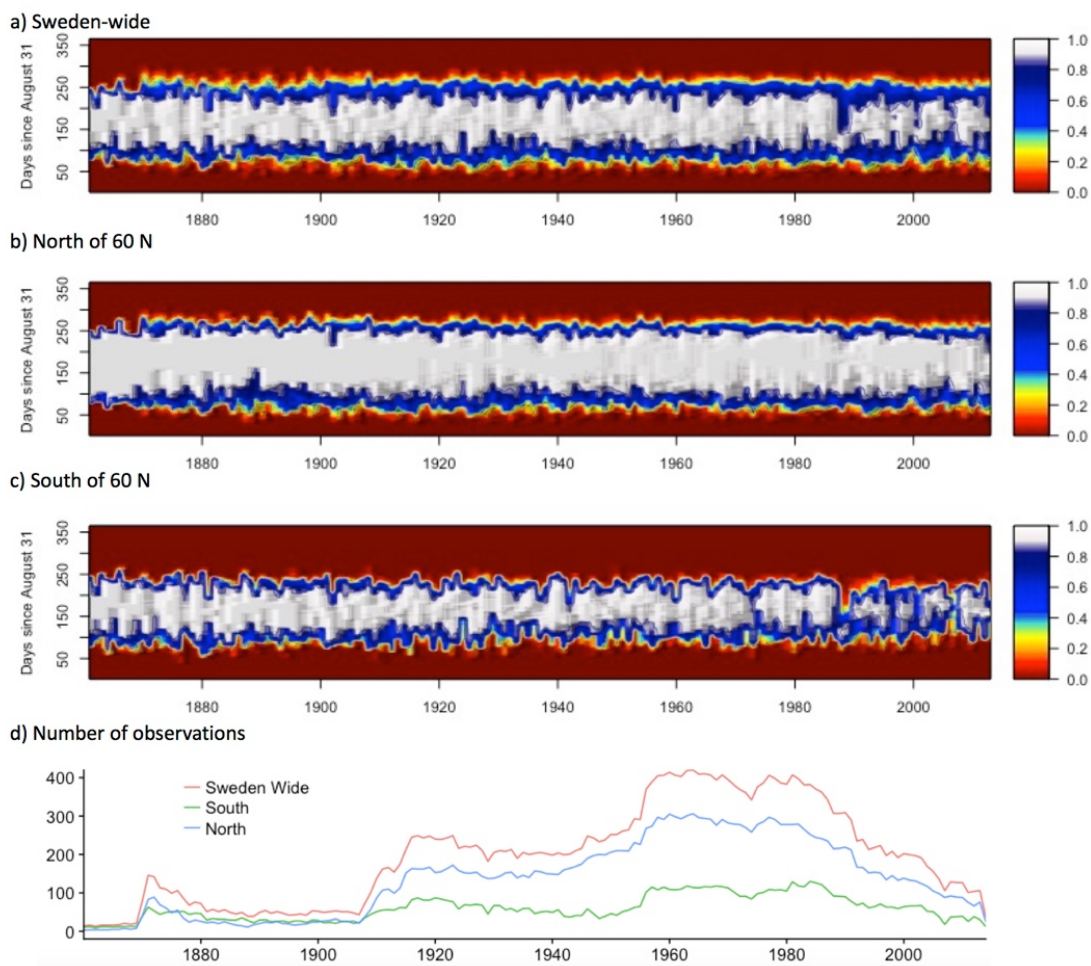 a) Sweden-wide
Days since August 31
50 150 250 350
1880 1900 1920 1940 1960 1980 2000
1.0
0.8
0.6
0.4
0.2
0.0
b) North of 60 N
Days since August 31
50 150 250 350
1880 1900 1920 1940 1960 1980 2000
1.0
0.8
0.6
0.4
0.2
0.0
c) South of 60 N
Days since August 31
50 150 250 350
1880 1900 1920 1940 1960 1980 2000
1.0
0.8
0.6
0.4
0.2
0.0
d) Number of observations
400
300
200
100
0
Sweden Wide
South
North
1880 1900 1920 1940 1960 1980 2000